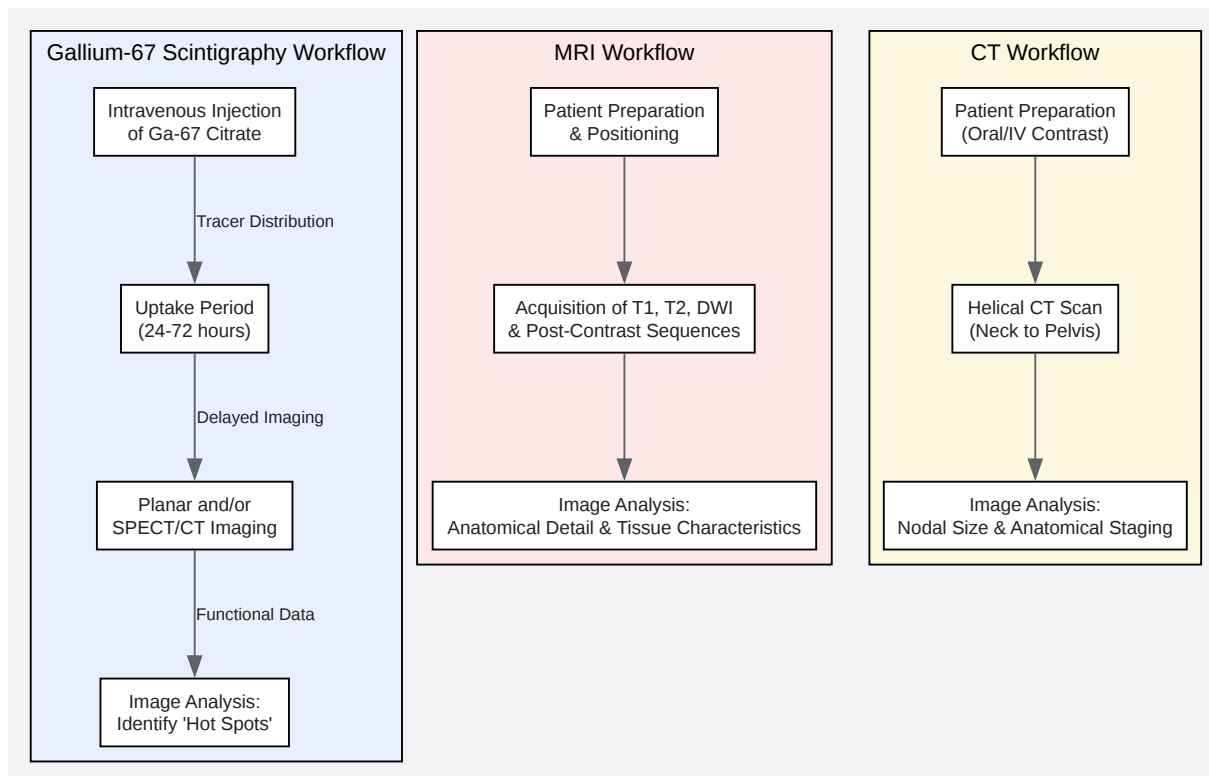 Gallium-67 Scintigraphy Workflow
Intravenous Injection
of Ga-67 Citrate
Tracer Distribution
Uptake Period
(24-72 hours)
Delayed Imaging
Planar and/or
SPECT/CT Imaging
Functional Data
Image Analysis:
Identify 'Hot Spots'
MRI Workflow
Patient Preparation
& Positioning
Acquisition of T1, T2, DWI
& Post-Contrast Sequences
Image Analysis:
Anatomical Detail & Tissue Characteristics
CT Workflow
Patient Preparation
(Oral/IV Contrast)
Helical CT Scan
(Neck to Pelvis)
Image Analysis:
Nodal Size & Anatomical Staging